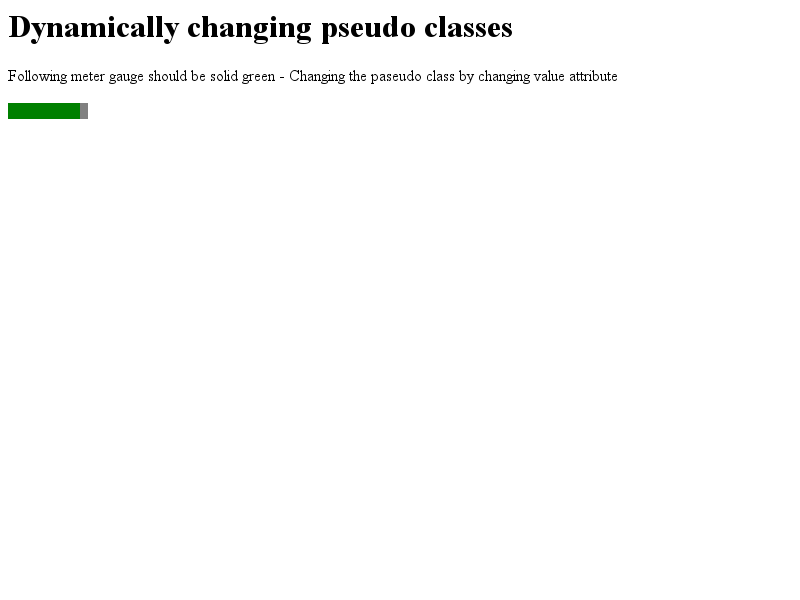 Dynamically changing pseudo classes
Following meter gauge should be solid green - Changing the paseudo class by changing value attribute